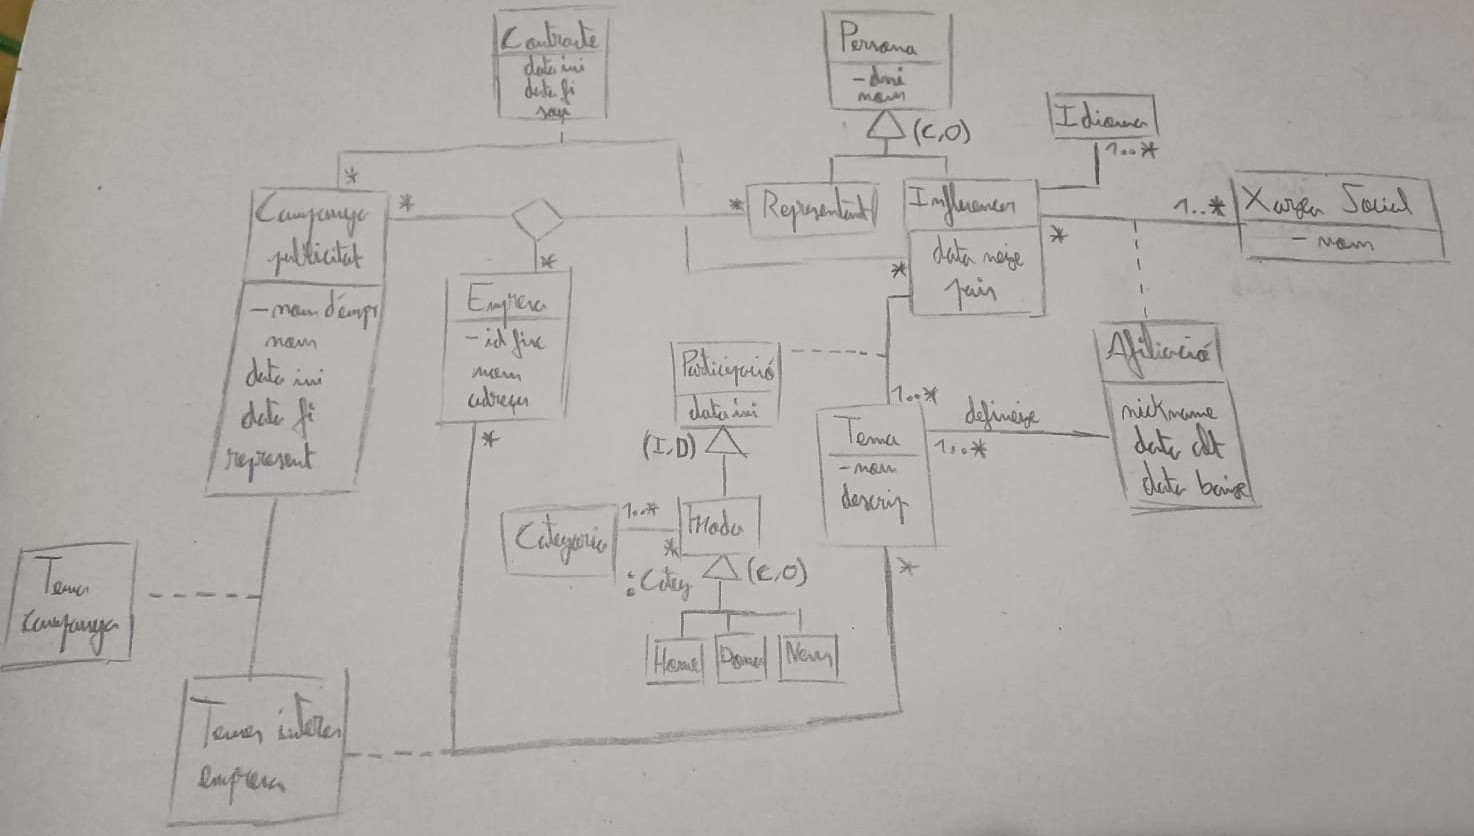 Contracte
data ini
data fi
sou
Persona
- dni
nom
(C,O)
Idioma
1..*
*
*
*
Campanya
publicitat
- nom d'empr
nom
data ini
data fi
represent
*
Empresa
- id fisc
nom
adreça
*
Representant
Influencer
data neixe
pais
*
*
1..*
Xarxa Social
- nom
Participació
data ini
(I,D)
1..*
Tema
- nom
descrip
defineixe
1..*
*
Afiliació
nickname
data alt
data baixa
Categoria
1..*
*
Moda
: Categ
(C,O)
Home
Dona
Nens
Tema
Campanya
Temes interes
empresa